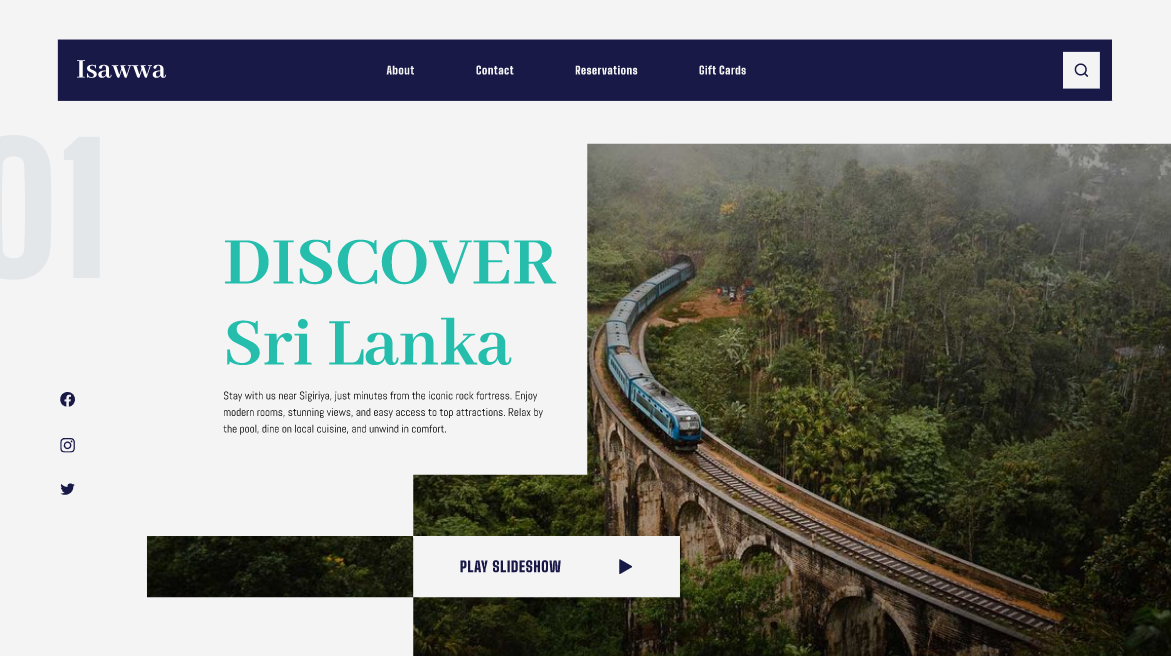 Isawwa
About
Contact
Reservations
Gift Cards
01
DISCOVER
Sri Lanka
Stay with us near Sigiriya, just minutes from the iconic rock fortress. Enjoy
modern rooms, stunning views, and easy access to top attractions. Relax by
the pool, dine on local cuisine, and unwind in comfort.
PLAY SLIDESHOW